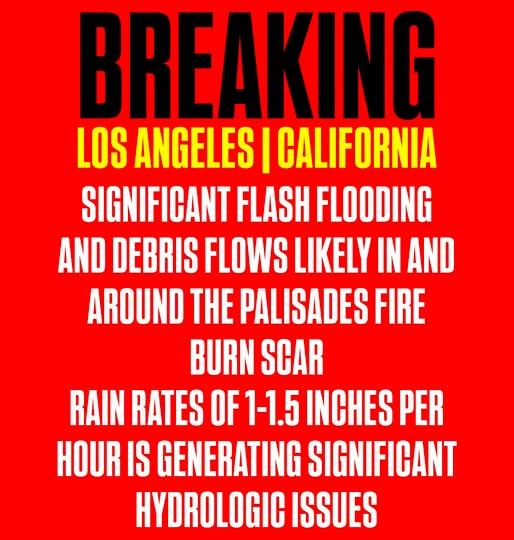 BREAKING
LOS ANGELES | CALIFORNIA
SIGNIFICANT FLASH FLOODING
AND DEBRIS FLOWS LIKELY IN AND
AROUND THE PALISADES FIRE
BURN SCAR
RAIN RATES OF 1-1.5 INCHES PER
HOUR IS GENERATING SIGNIFICANT
HYDROLOGIC ISSUES